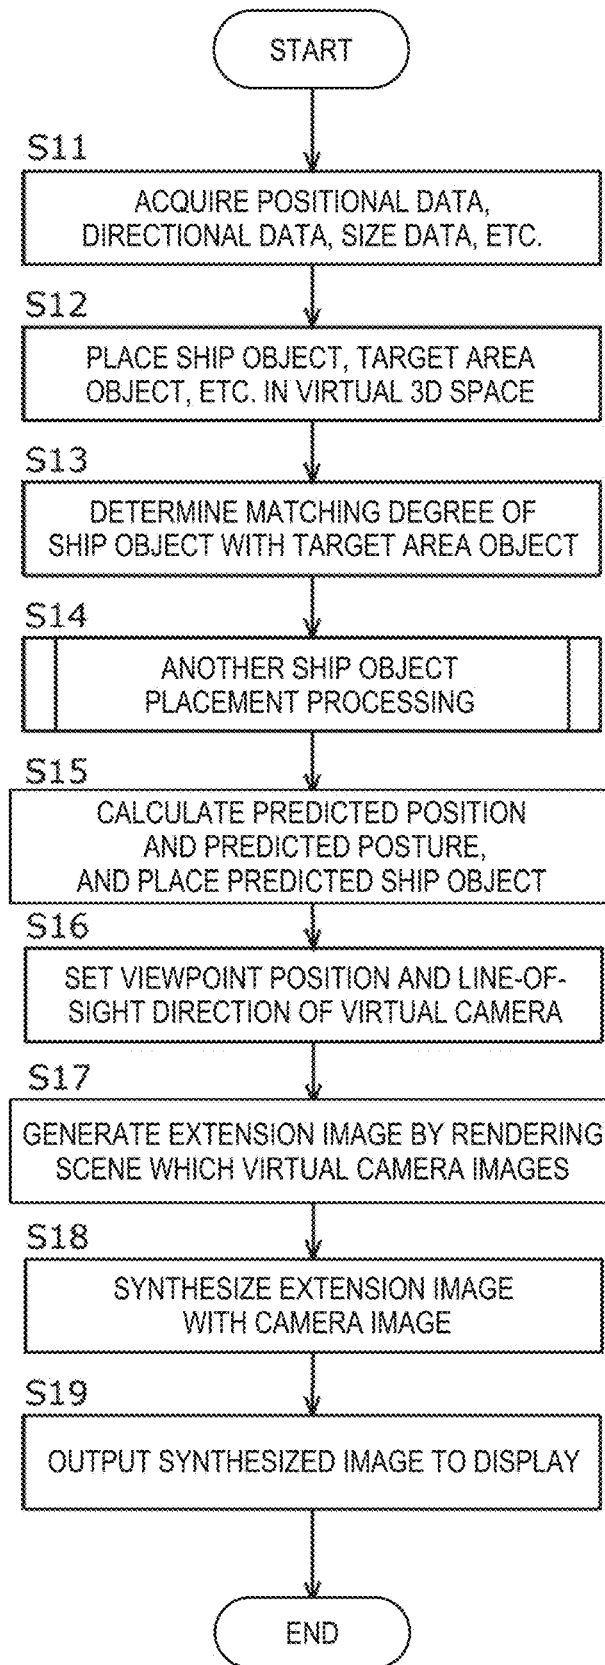 START
S11
ACQUIRE POSITIONAL DATA,
DIRECTIONAL DATA, SIZE DATA, ETC.
S12
PLACE SHIP OBJECT, TARGET AREA
OBJECT, ETC. IN VIRTUAL 3D SPACE
S13
DETERMINE MATCHING DEGREE OF
SHIP OBJECT WITH TARGET AREA OBJECT
S14
ANOTHER SHIP OBJECT
PLACEMENT PROCESSING
S15
CALCULATE PREDICTED POSITION
AND PREDICTED POSTURE,
AND PLACE PREDICTED SHIP OBJECT
S16
SET VIEWPOINT POSITION AND LINE-OF-
SIGHT DIRECTION OF VIRTUAL CAMERA
S17
GENERATE EXTENSION IMAGE BY RENDERING
SCENE WHICH VIRTUAL CAMERA IMAGES
S18
SYNTHESIZE EXTENSION IMAGE
WITH CAMERA IMAGE
S19
OUTPUT SYNTHESIZED IMAGE TO DISPLAY
END